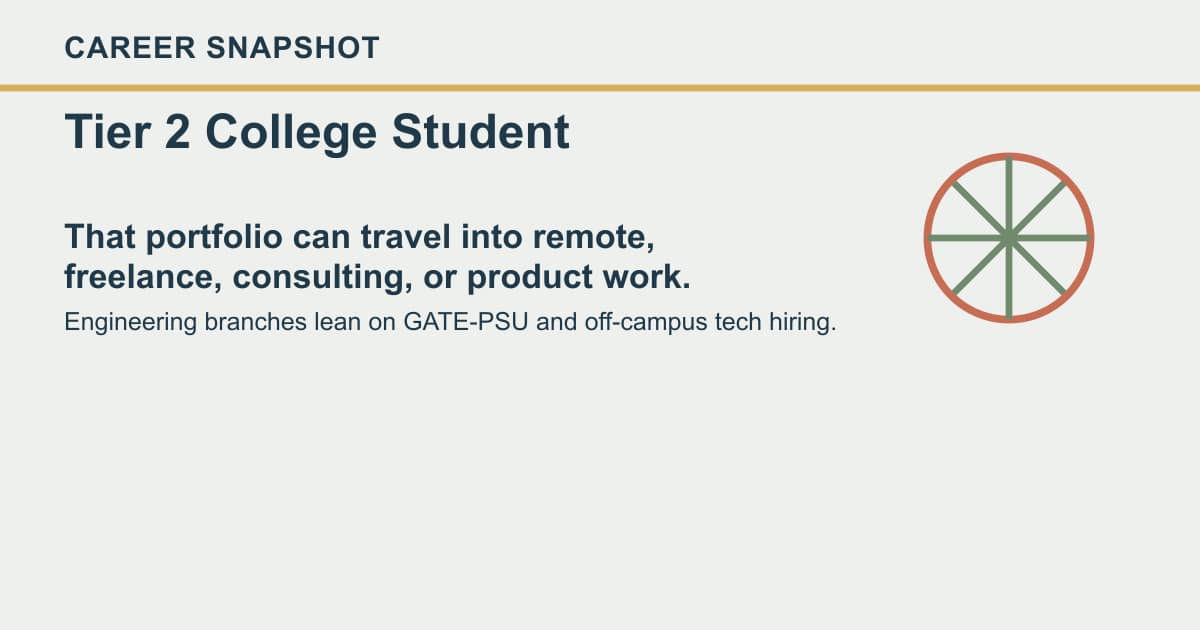 CAREER SNAPSHOT
Tier 2 College Student
That portfolio can travel into remote,
freelance, consulting, or product work.
Engineering branches lean on GATE-PSU and off-campus tech hiring.